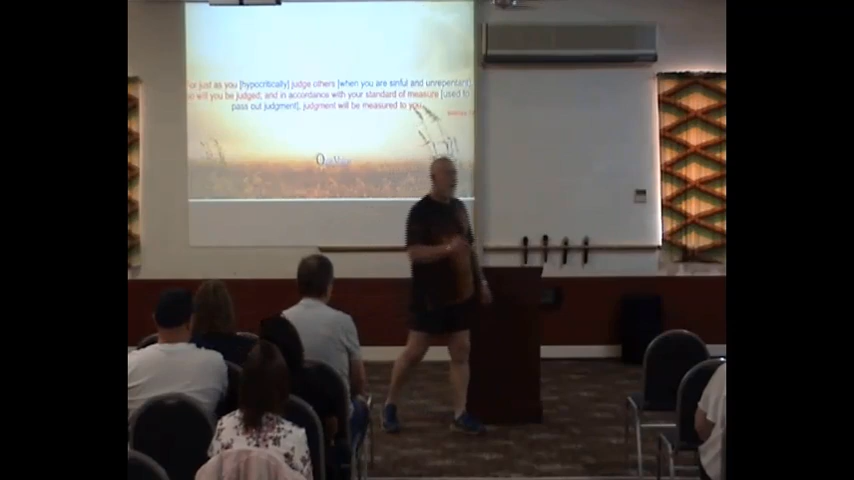 For just as you [hypocritically] judge others [when you are sinful and unrepentant],
so will you be judged; and in accordance with your standard of measure [used to
pass out judgment], judgment will be measured to you.